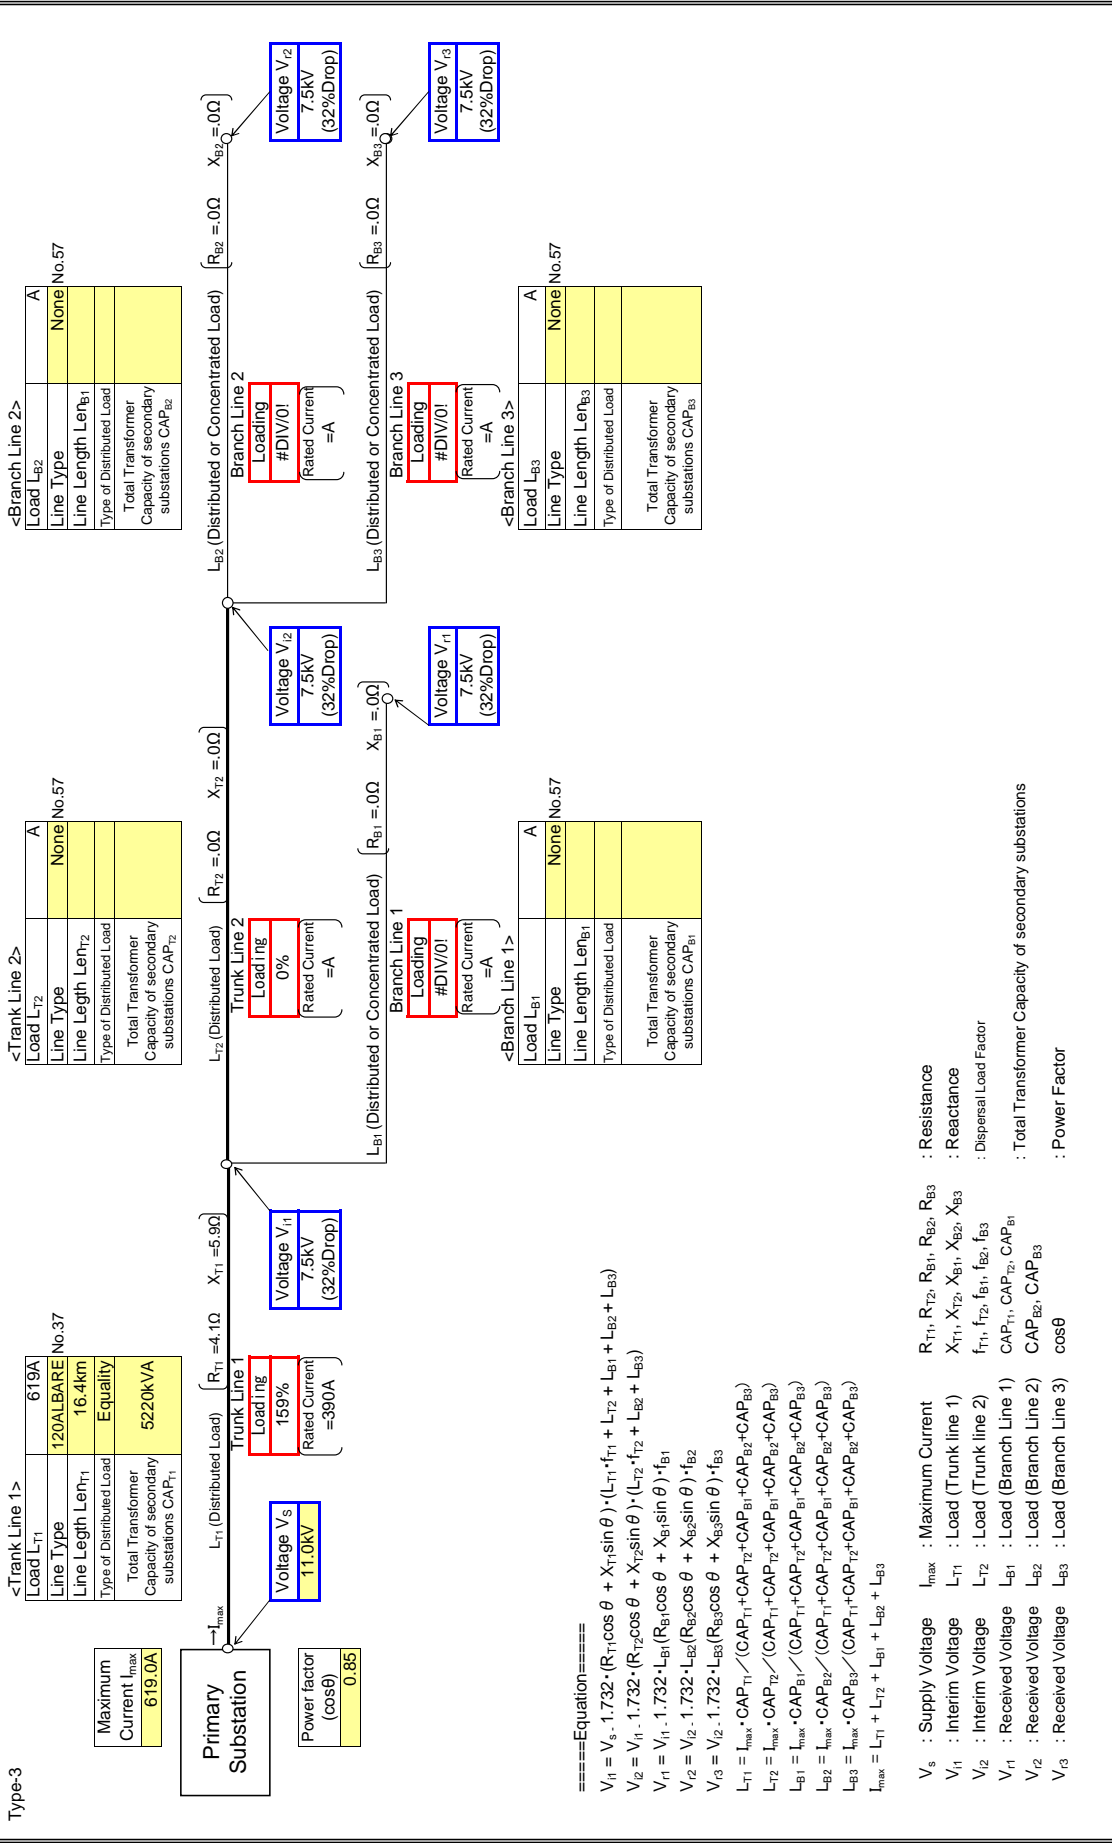 Type-3
Maximum
Current Imax
619.0A
Primary
Substation
Power factor
(cosθ)
0.85
→Imax
Voltage VS
11.0kV
<Trank Line 1>
Load LT1 619A
Line Type 120ALBARE No.37
Line Legth LenT1 16.4km
Type of Distributed Load Equality
Total Transformer
Capacity of secondary
substations CAPT1
5220kVA
LT1 (Distributed Load)
RT1 =4.1Ω XT1 =5.9Ω
Trunk Line 1
Loading
159%
Rated Current
=390A
Voltage Vi1
7.5kV
(32%Drop)
<Trank Line 2>
Load LT2 A
Line Type None No.57
Line Length LenT2
Type of Distributed Load
Total Transformer
Capacity of secondary
substations CAPT2
LT2 (Distributed Load)
RT2 =.0Ω XT2 =.0Ω
Trunk Line 2
Loading
0%
Rated Current
=A
Voltage Vi2
7.5kV
(32%Drop)
LB1 (Distributed or Concentrated Load)
RB1 =.0Ω XB1 =.0Ω
Branch Line 1
Loading
#DIV/0!
Rated Current
=A
Voltage Vr1
7.5kV
(32%Drop)
<Branch Line 1>
Load LB1 A
Line Type None No.57
Line Length LenB1
Type of Distributed Load
Total Transformer
Capacity of secondary
substations CAPB1
<Branch Line 2>
Load LB2 A
Line Type None No.57
Line Length LenB1
Type of Distributed Load
Total Transformer
Capacity of secondary
substations CAPB2
LB2 (Distributed or Concentrated Load)
RB2 =.0Ω XB2 =.0Ω
Branch Line 2
Loading
#DIV/0!
Rated Current
=A
Voltage Vr2
7.5kV
(32%Drop)
LB3 (Distributed or Concentrated Load)
RB3 =.0Ω XB3 =.0Ω
Branch Line 3
Loading
#DIV/0!
Rated Current
=A
Voltage Vr3
7.5kV
(32%Drop)
<Branch Line 3>
Load LB3 A
Line Type None No.57
Line Length LenB3
Type of Distributed Load
Total Transformer
Capacity of secondary
substations CAPB3
=====Equation=====
Vi1 = Vs - 1.732・(RT1cos θ + XT1sin θ)・(LT1・fT1 + LT2 + LB1 + LB2 + LB3)
Vi2 = Vi1 - 1.732・(RT2cos θ + XT2sin θ)・(LT2・fT2 + LB2 + LB3)
Vr1 = Vi1 - 1.732・LB1(RB1cos θ + XB1sin θ)・fB1
Vr2 = Vi2 - 1.732・LB2(RB2cos θ + XB2sin θ)・fB2
Vr3 = Vi2 - 1.732・LB3(RB3cos θ + XB3sin θ)・fB3
LT1 = Imax・CAPT1／(CAPT1+CAPT2+CAPB1+CAPB2+CAPB3)
LT2 = Imax・CAPT2／(CAPT1+CAPT2+CAPB1+CAPB2+CAPB3)
LB1 = Imax・CAPB1／(CAPT1+CAPT2+CAPB1+CAPB2+CAPB3)
LB2 = Imax・CAPB2／(CAPT1+CAPT2+CAPB1+CAPB2+CAPB3)
LB3 = Imax・CAPB3／(CAPT1+CAPT2+CAPB1+CAPB2+CAPB3)
Imax = LT1 + LT2 + LB1 + LB2 + LB3
Vs : Supply Voltage Imax : Maximum Current RT1, RT2, RB1, RB2, RB3 : Resistance
Vi1 : Interim Voltage LT1 : Load (Trunk line 1) XT1, XT2, XB1, XB2, XB3 : Reactance
Vi2 : Interim Voltage LT2 : Load (Trunk line 2) fT1, fT2, fB1, fB2, fB3 : Dispersal Load Factor
Vr1 : Received Voltage LB1 : Load (Branch Line 1) CAPT1, CAPT2, CAPB1
Vr2 : Received Voltage LB2 : Load (Branch Line 2) CAPB2, CAPB3 : Total Transformer Capacity of secondary substations
Vr3 : Received Voltage LB3 : Load (Branch Line 3) cosθ : Power Factor